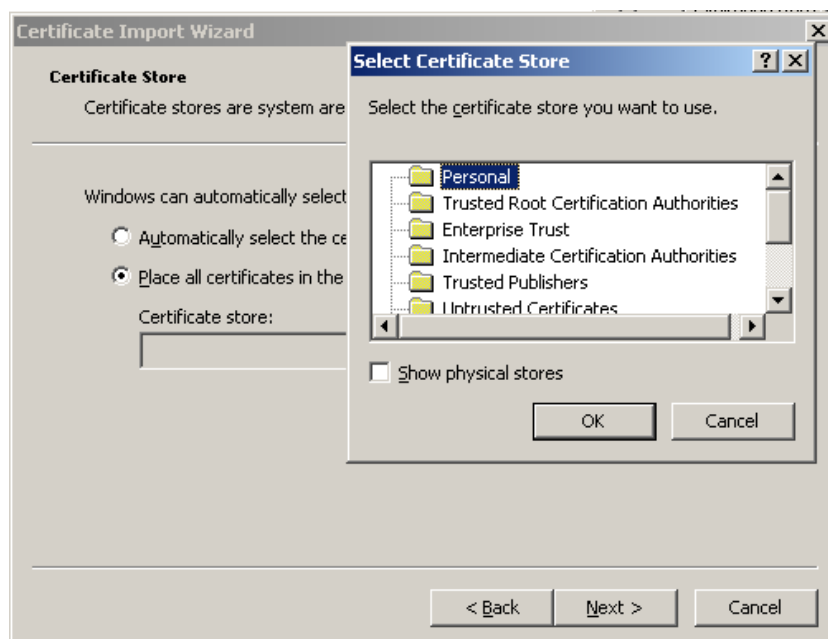 Certificate Import Wizard
Certificate Store
Certificate stores are system are
Windows can automatically select
Automatically select the ce
Place all certificates in the
Certificate store:
Select Certificate Store
Select the certificate store you want to use.
Personal
Trusted Root Certification Authorities
Enterprise Trust
Intermediate Certification Authorities
Trusted Publishers
Untrusted Certificates
Show physical stores
OK Cancel
< Back Next > Cancel